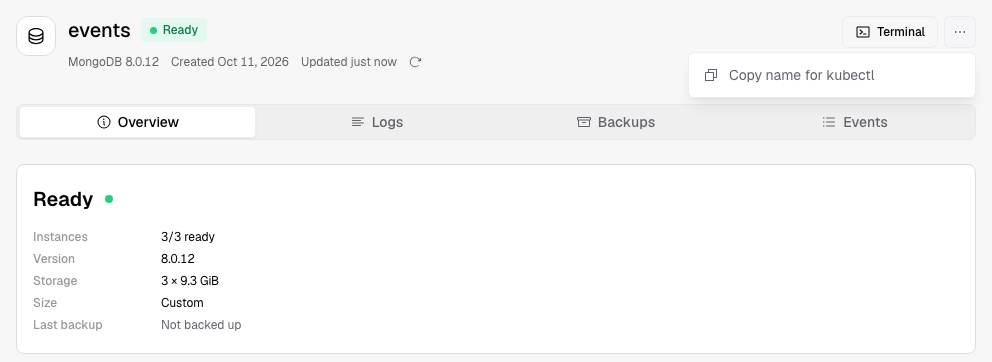 events
Ready
Terminal
MongoDB 8.0.12 Created Oct 11, 2026 Updated just now
Copy name for kubectl
Overview
Logs
Backups
Events
Ready
Instances 3/3 ready
Version 8.0.12
Storage 3 × 9.3 GiB
Size Custom
Last backup Not backed up